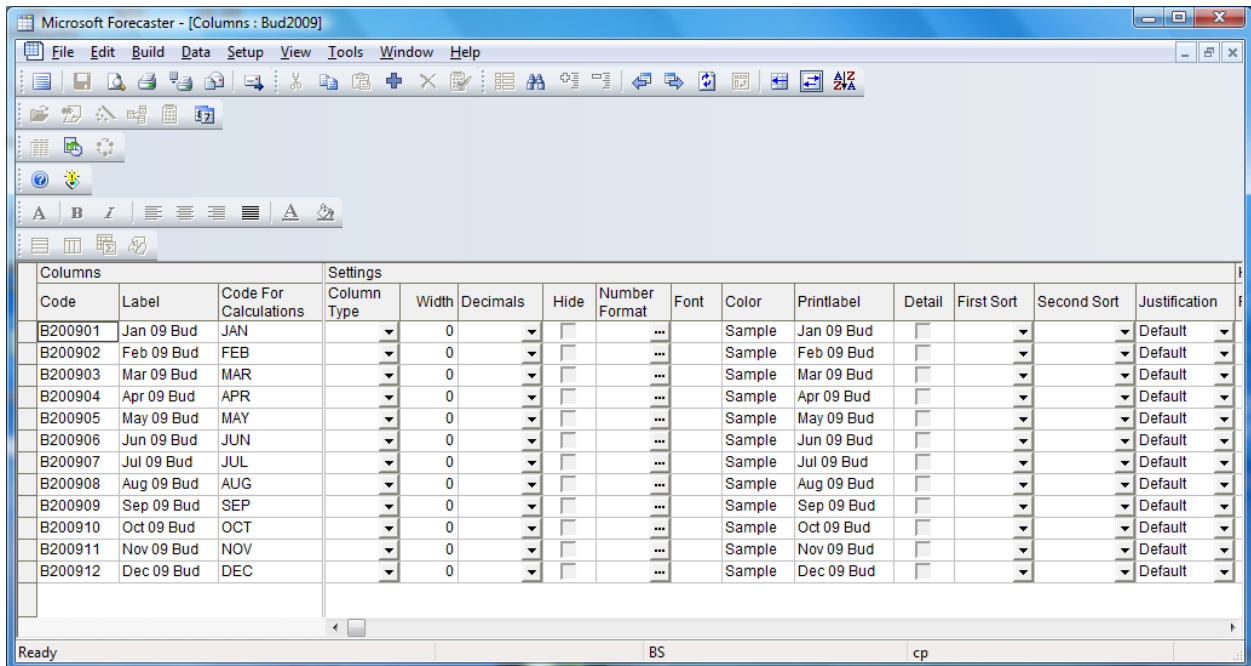 Microsoft Forecaster - [Columns : Bud2009]
File Edit Build Data Setup View Tools Window Help
Columns Settings
Code Label Code For Calculations Column Type Width Decimals Hide Number Format Font Color Printlabel Detail First Sort Second Sort Justification
B200901 Jan 09 Bud JAN 0 Sample Jan 09 Bud Default
B200902 Feb 09 Bud FEB 0 Sample Feb 09 Bud Default
B200903 Mar 09 Bud MAR 0 Sample Mar 09 Bud Default
B200904 Apr 09 Bud APR 0 Sample Apr 09 Bud Default
B200905 May 09 Bud MAY 0 Sample May 09 Bud Default
B200906 Jun 09 Bud JUN 0 Sample Jun 09 Bud Default
B200907 Jul 09 Bud JUL 0 Sample Jul 09 Bud Default
B200908 Aug 09 Bud AUG 0 Sample Aug 09 Bud Default
B200909 Sep 09 Bud SEP 0 Sample Sep 09 Bud Default
B200910 Oct 09 Bud OCT 0 Sample Oct 09 Bud Default
B200911 Nov 09 Bud NOV 0 Sample Nov 09 Bud Default
B200912 Dec 09 Bud DEC 0 Sample Dec 09 Bud Default
Ready BS cp